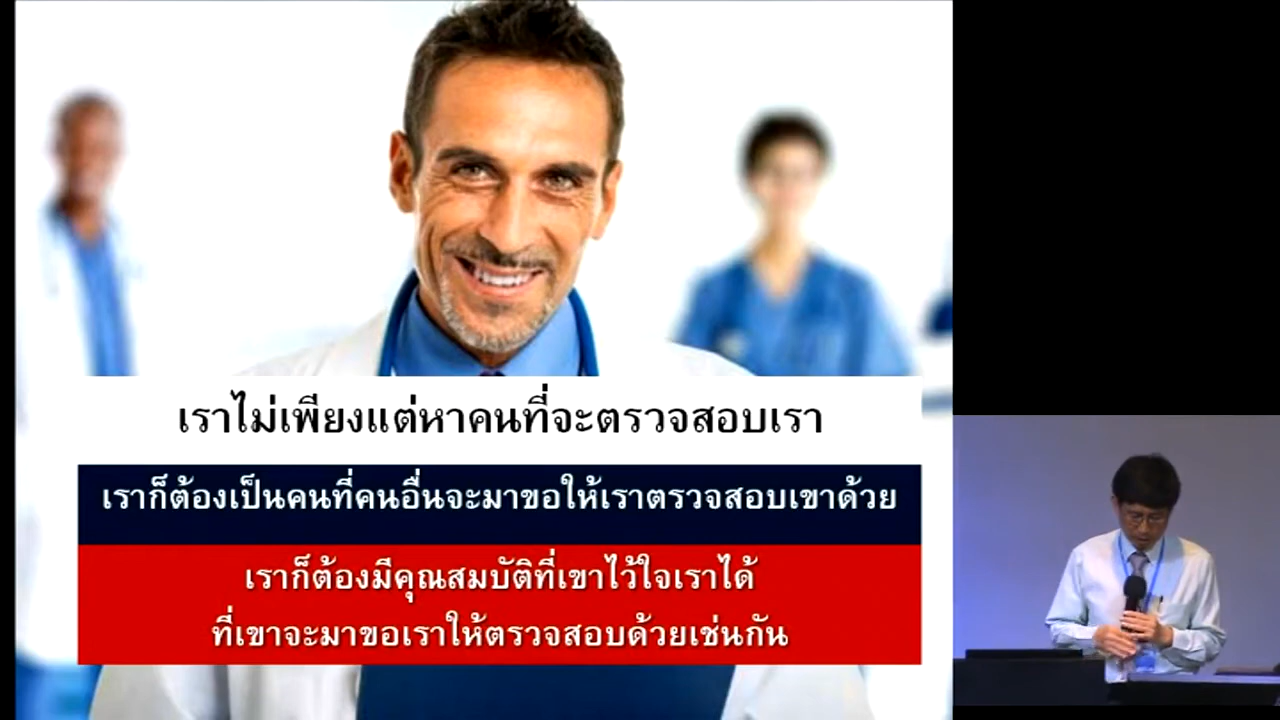 เราไม่เพียงแต่หาคนที่จะตรวจสอบเรา
เราก็ต้องเป็นคนที่คนอื่นจะมาขอให้เราตรวจสอบเขาด้วย
เราก็ต้องมีคุณสมบัติที่เขาไว้ใจเราได้
ที่เขาจะมาขอเราให้ตรวจสอบด้วยเช่นกัน